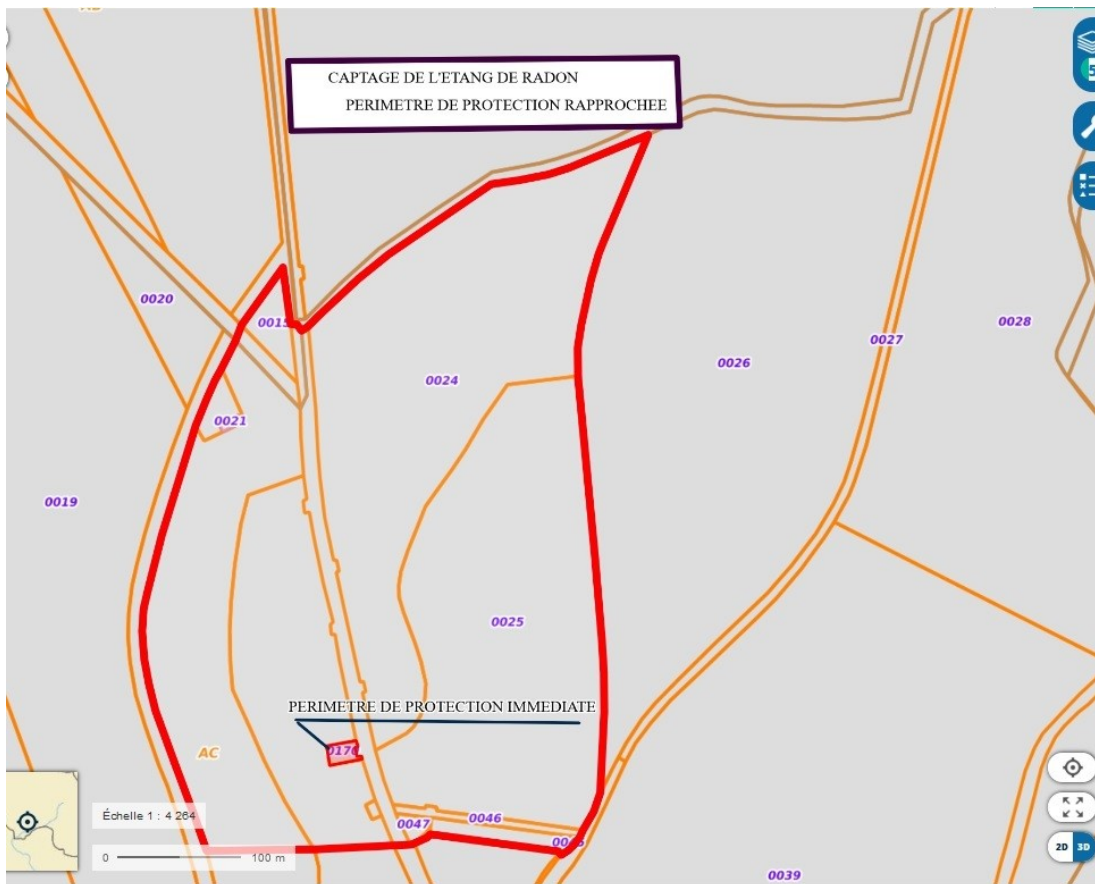 CAPTAGE DE L'ETANG DE RADON
PERIMETRE DE PROTECTION RAPPROCHEE
0020
0015
0028
0027
0026
0024
0021
0019
0025
PERIMETRE DE PROTECTION IMMEDIATE
0170
AC
Échelle 1 : 4 264
0047
0046
0 100 m
0039
2D 3D
5